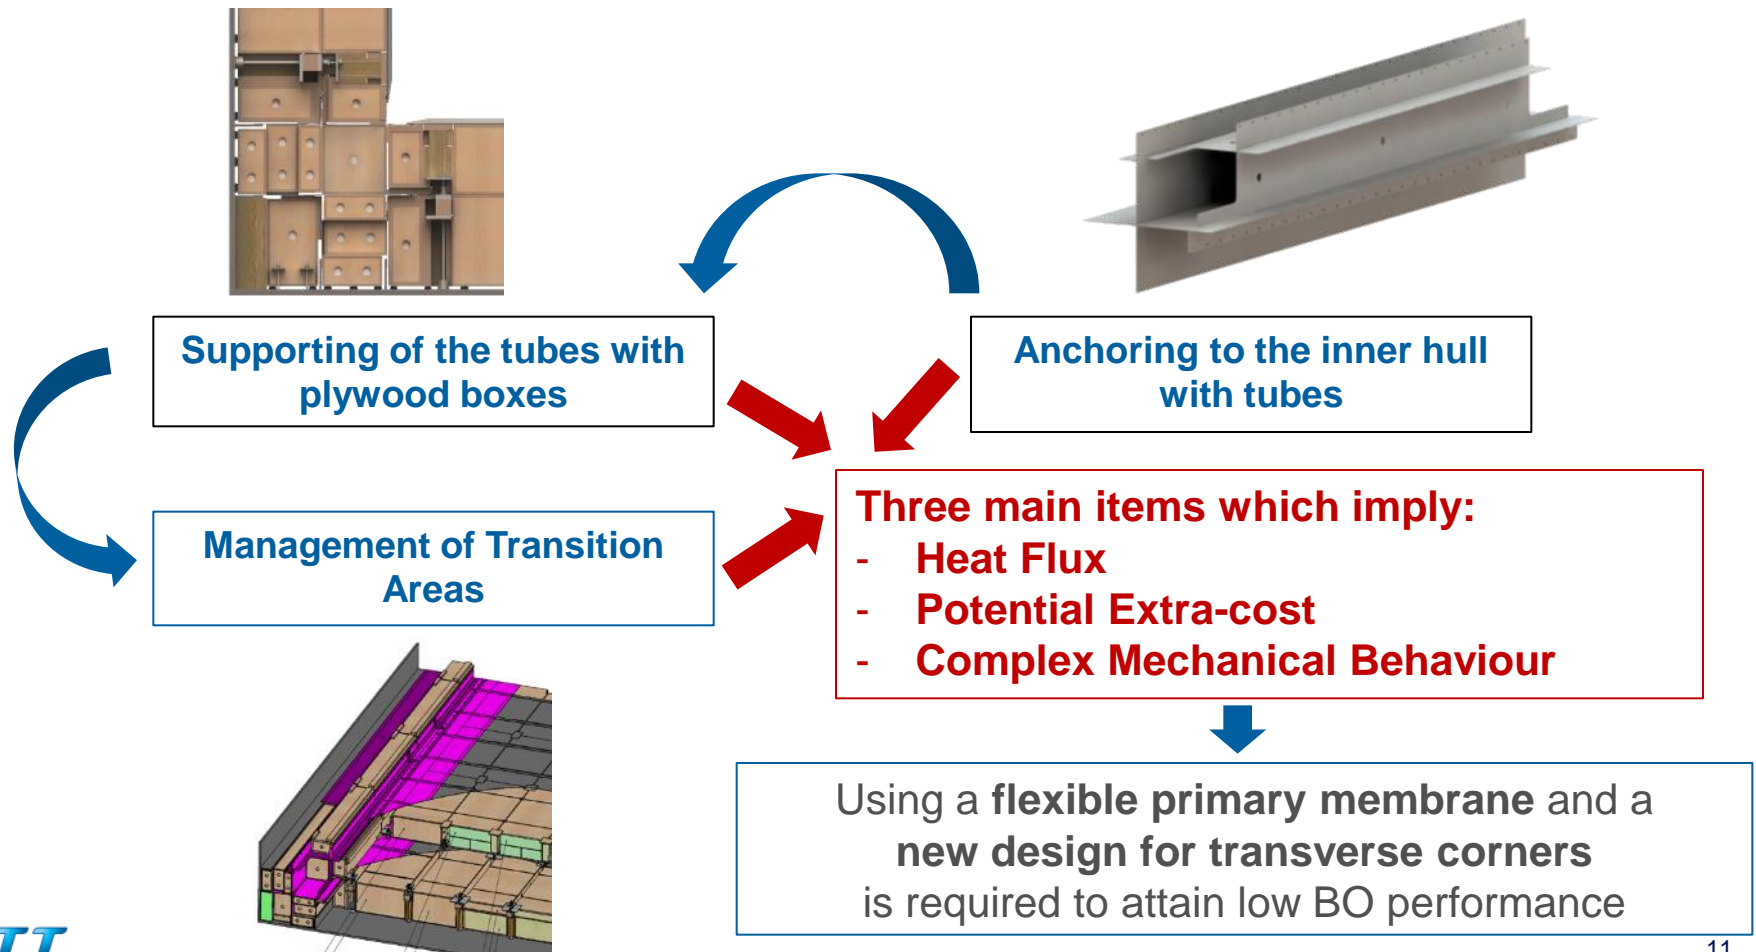 Supporting of the tubes with
plywood boxes
Anchoring to the inner hull
with tubes
Management of Transition
Areas
Three main items which imply:
- Heat Flux
- Potential Extra-cost
- Complex Mechanical Behaviour
Using a flexible primary membrane and a
new design for transverse corners
is required to attain low BO performance
11